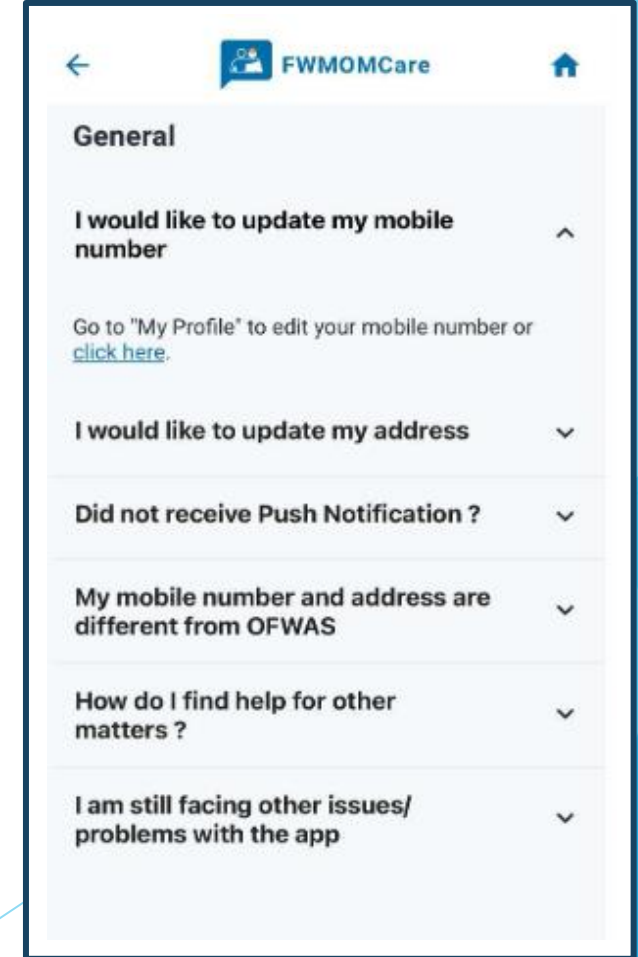 FWMOMCare
General
I would like to update my mobile
number
Go to "My Profile" to edit your mobile number or
click here.
I would like to update my address
Did not receive Push Notification ?
My mobile number and address are
different from OFWAS
How do I find help for other
matters ?
I am still facing other issues/
problems with the app